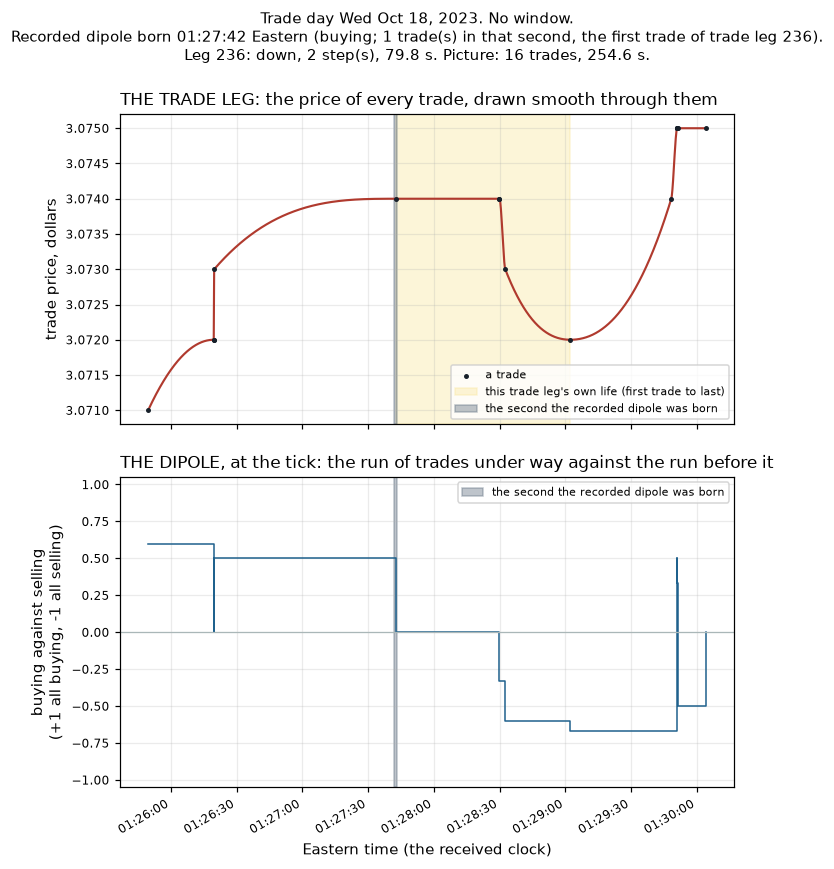 Trade day Wed Oct 18, 2023. No window.
Recorded dipole born 01:27:42 Eastern (buying; 1 trade(s) in that second, the first trade of trade leg 236).
Leg 236: down, 2 step(s), 79.8 s. Picture: 16 trades, 254.6 s.
THE TRADE LEG: the price of every trade, drawn smooth through them
trade price, dollars
3.0750
3.0745
3.0740
3.0735
3.0730
3.0725
3.0720
3.0715
3.0710
a trade
this trade leg's own life (first trade to last)
the second the recorded dipole was born
THE DIPOLE, at the tick: the run of trades under way against the run before it
buying against selling
(+1 all buying, -1 all selling)
1.00
0.75
0.50
0.25
0.00
−0.25
−0.50
−0.75
−1.00
the second the recorded dipole was born
01:26:00
01:26:30
01:27:00
01:27:30
01:28:00
01:28:30
01:29:00
01:29:30
01:30:00
Eastern time (the received clock)